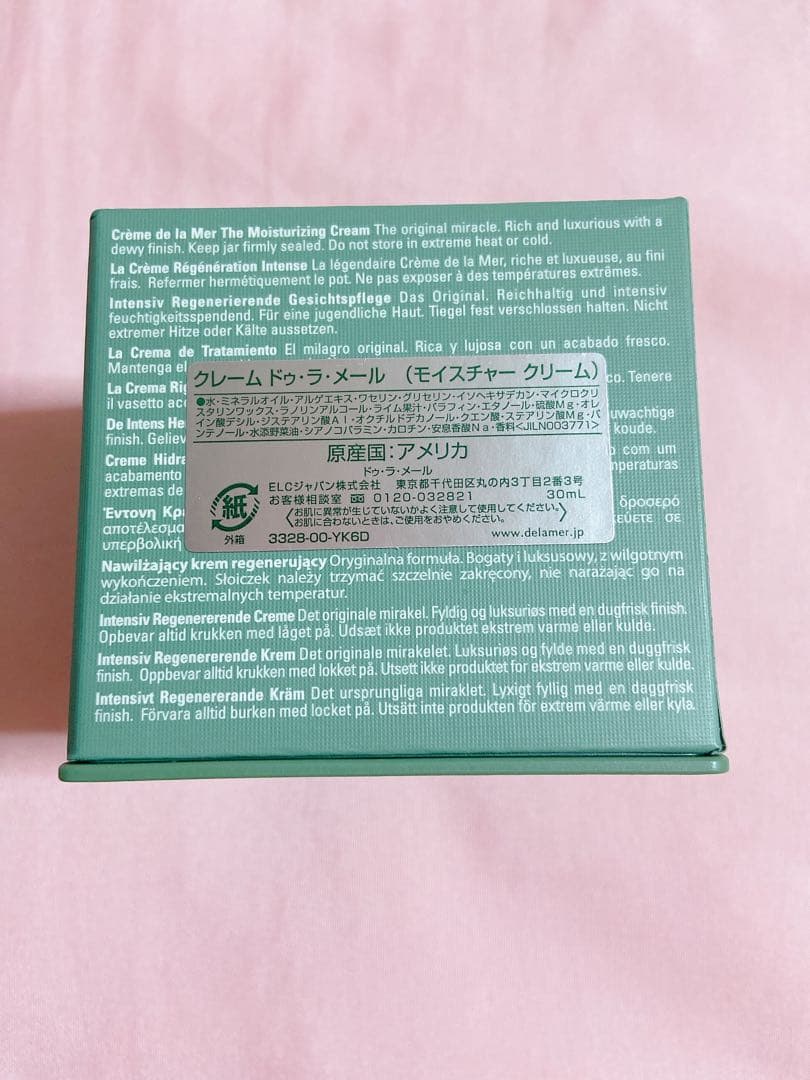 Crème de la Mer The Moisturizing Cream The original miracle. Rich and luxurious with a
dewy finish. Keep jar firmly sealed. Do not store in extreme heat or cold.
La Crème Régénération Intense La légendaire Crème de la Mer, riche et luxueuse, au fini
frais. Refermer hermétiquement le pot. Ne pas exposer à des températures extrêmes.
Intensiv Regenerierende Gesichtspflege Das Original. Reichhaltig und intensiv
feuchtigkeitsspendend. Für eine jugendliche Haut. Tiegel fest verschlossen halten. Nicht
extremer Hitze oder Kälte aussetzen.
La Crema de Tratamiento El milagro original. Rica y lujosa con un acabado fresco.
Mantenga el
La Crema co. Tenere
il vasetto
De Intens
finish. koude.
Creme com um
acabamento temperaturas
extremas de
Έντονη δροσερό
αποτέλεσμα σε
υπερβολική
クレーム ドゥ・ラ・メール (モイスチャー クリーム)
●水・ミネラルオイル・アルゲエキス・ワセリン・グリセリン・イソヘキサデカン・マイクロクリ
スタリンワックス・ラノリンアルコール・ライム果汁・パラフィン・エタノール・硫酸Mg・オレ
イン酸デシル・ジステアリン酸Al・オクチルドデカノール・クエン酸・ステアリン酸Mg・パ
ンテノール・水添野菜油・シアノコバラミン・カロチン・安息香酸Na・香料<JILN003771>
原産国:アメリカ
ドゥ・ラ・メール
ELCジャパン株式会社 東京都千代田区丸の内3丁目2番3号
お客様相談室 0120-032821 30mL
〈お肌に異常が生じていないかよく注意して使用してください。
お肌に合わないときは、ご使用をおやめください。〉
紙
外箱
3328-00-YK6D www.delamer.jp
Nawilżający krem regenerujący Oryginalna formuła. Bogaty i luksusowy, z wilgotnym
wykończeniem. Słoiczek należy trzymać szczelnie zakręcony, nie narażając go na
działanie ekstremalnych temperatur.
Intensiv Regenererende Creme Det originale mirakel. Fyldig og luksuriøs med en dugfrisk finish.
Opbevar altid krukken med låget på. Udsæt ikke produktet ekstrem varme eller kulde.
Intensiv Regenererende Krem Det originale mirakelet. Luksuriøs og fylde med en duggfrisk
finish. Oppbevar alltid krukken med lokket på. Utsett ikke produktet for ekstrem varme eller kulde.
Intensivt Regenererande Kräm Det ursprungliga miraklet. Lyxigt fyllig med en daggfrisk
finish. Förvara alltid burken med locket på. Utsätt inte produkten för extrem värme eller kyla.